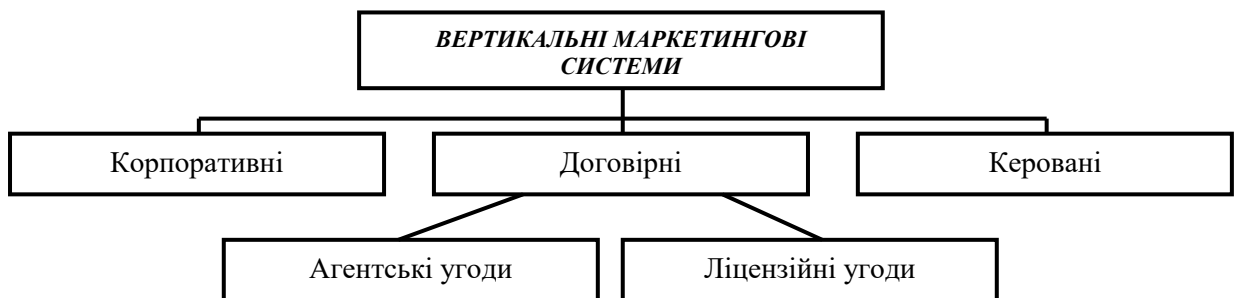 ВЕРТИКАЛЬНІ МАРКЕТИНГОВІ
СИСТЕМИ
Корпоративні
Договірні
Керовані
Агентські угоди
Ліцензійні угоди